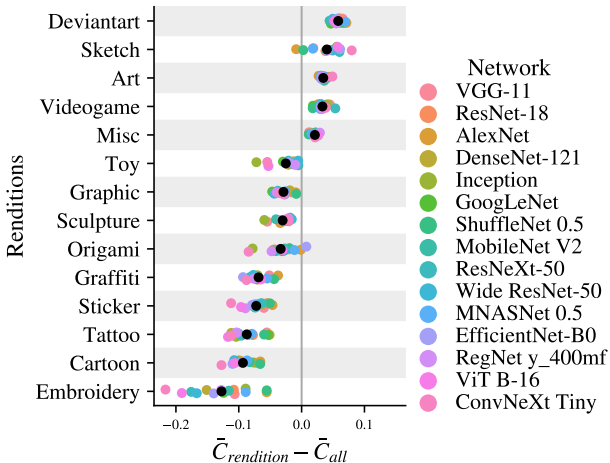 Renditions
Deviantart
Sketch
Art
Videogame
Misc
Toy
Graphic
Sculpture
Origami
Graffiti
Sticker
Tattoo
Cartoon
Embroidery
−0.2
−0.1
0.0
0.1
C̄rendition − C̄all
Network
VGG-11
ResNet-18
AlexNet
DenseNet-121
Inception
GoogLeNet
ShuffleNet 0.5
MobileNet V2
ResNeXt-50
Wide ResNet-50
MNASNet 0.5
EfficientNet-B0
RegNet y_400mf
ViT B-16
ConvNeXt Tiny